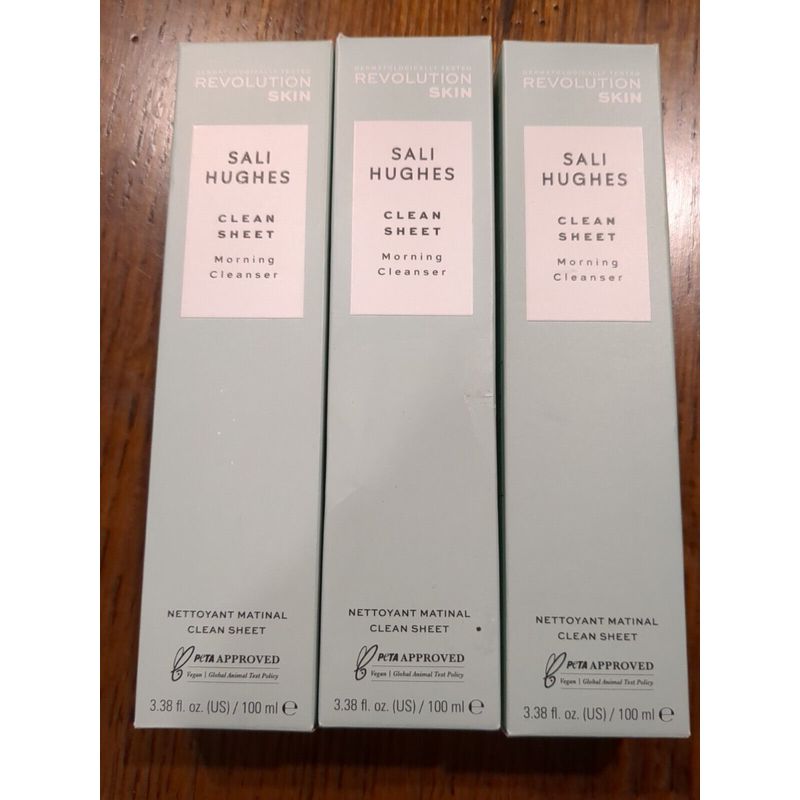 DERMATOLOGICALLY TESTED
REVOLUTION
SKIN
SALI
HUGHES
CLEAN
SHEET
Morning
Cleanser
NETTOYANT MATINAL
CLEAN SHEET
PeTA APPROVED
Vegan | Global Animal Test Policy
3.38 fl. oz. (US) / 100 ml ℮
DERMATOLOGICALLY TESTED
REVOLUTION
SKIN
SALI
HUGHES
CLEAN
SHEET
Morning
Cleanser
NETTOYANT MATINAL
CLEAN SHEET
PeTA APPROVED
Vegan | Global Animal Test Policy
3.38 fl. oz. (US) / 100 ml ℮
DERMATOLOGICALLY TESTED
REVOLUTION
SKIN
SALI
HUGHES
CLEAN
SHEET
Morning
Cleanser
NETTOYANT MATINAL
CLEAN SHEET
PeTA APPROVED
Vegan | Global Animal Test Policy
3.38 fl. oz. (US) / 100 ml ℮